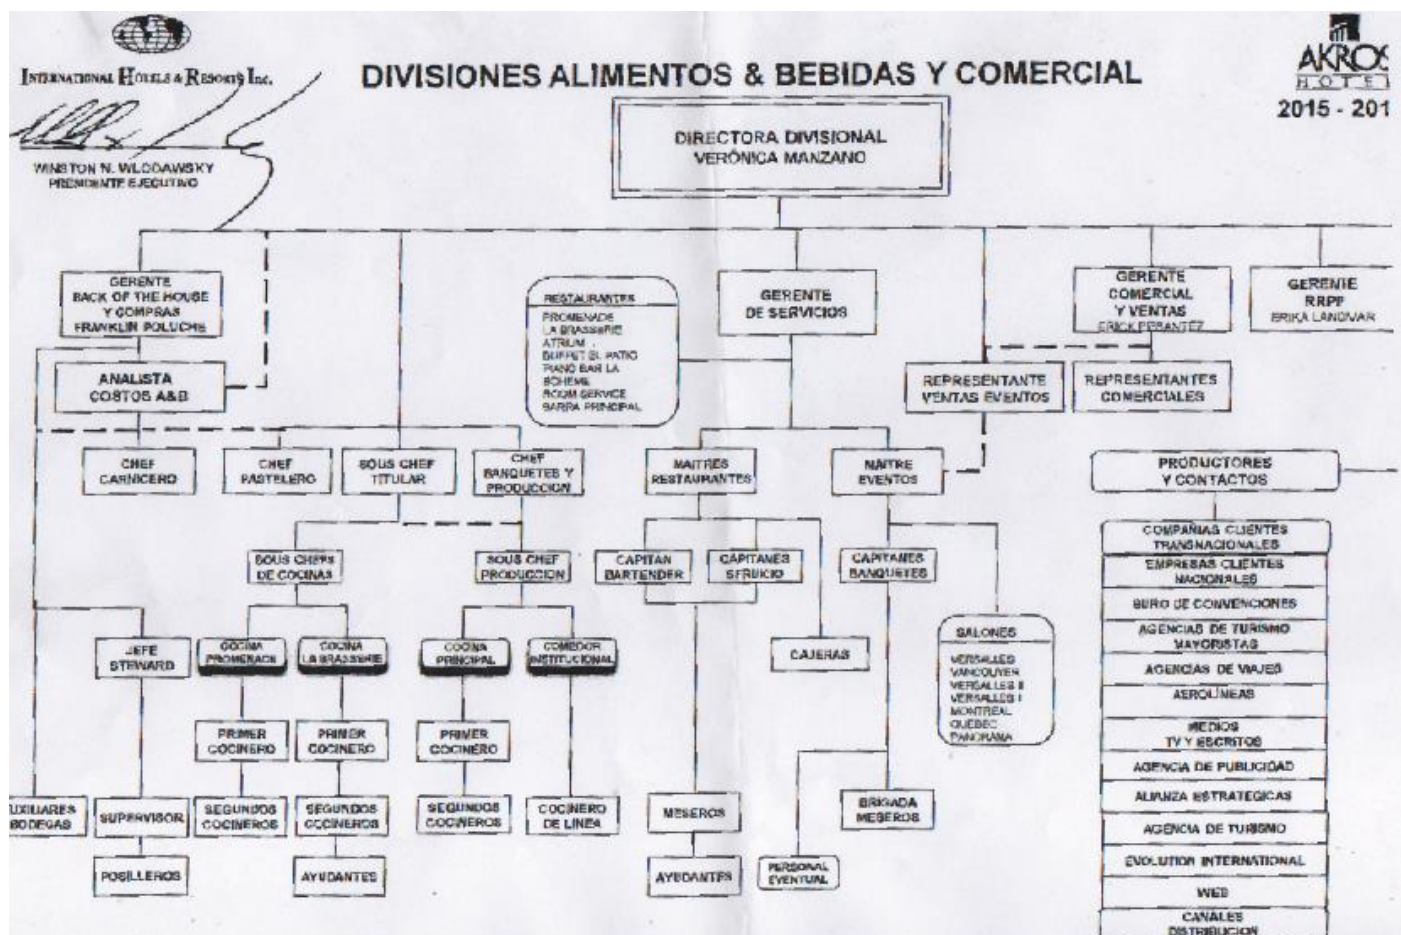 INTERNATIONAL HOTELS & RESORTS INC.
WINSTON N. WLODAWSKY
PRESIDENTE EJECUTIVO
DIVISIONES ALIMENTOS & BEBIDAS Y COMERCIAL
AKROS
HOTEL
2015 - 201
DIRECTORA DIVISIONAL
VERÓNICA MANZANO
GERENTE
BACK OF THE HOUSE
Y COMPRAS
FRANKLIN POLUCHE
RESTAURANTES
PROMENADE
LA BRASSERIE
ATRIUM
BUFFET EL PATIO
PIANO BAR LA
BOHEME
ROOM SERVICE
BARRA PRINCIPAL
GERENTE
DE SERVICIOS
GERENTE
COMERCIAL
Y VENTAS
ERICK
GERENTE
RRPP
ERIKA LANDIVAR
ANALISTA
COSTOS A&B
REPRESENTANTE
VENTAS EVENTOS
REPRESENTANTES
COMERCIALES
CHEF
CARNICERO
CHEF
PASTELERO
SOUS CHEF
TITULAR
CHEF
BANQUETES Y
PRODUCCION
MAITRES
RESTAURANTES
MAITRE
EVENTOS
PRODUCTORES
Y CONTACTOS
SOUS CHEFS
DE COCINAS
SOUS CHEF
PRODUCCION
CAPITAN
BARTENDER
CAPITANES
SERVICIO
CAPITANES
BANQUETES
COMPAÑIAS CLIENTES
TRANSNACIONALES
EMPRESAS CLIENTES
NACIONALES
BURO DE CONVENCIONES
AGENCIAS DE TURISMO
MAYORISTAS
AGENCIAS DE VIAJES
AEROLÍNEAS
MEDIOS
TV Y ESCRITOS
AGENCIA DE PUBLICIDAD
ALIANZA ESTRATEGICAS
AGENCIA DE TURISMO
EVOLUTION INTERNATIONAL
WEB
CANALES
DISTRIBUCION
JEFE
STEWARD
COCINA
PROMENADE
COCINA
LA BRASSERIE
COCINA
PRINCIPAL
COMEDOR
INSTITUCIONAL
CAJERAS
SALONES
VERSALLES
VANCOUVER
VERSALLES II
VERSALLES I
MONTREAL
QUEBEC
PANORAMA
PRIMER
COCINERO
PRIMER
COCINERO
PRIMER
COCINERO
UXILIARES
BODEGAS
SUPERVISOR
SEGUNDOS
COCINEROS
SEGUNDOS
COCINEROS
SEGUNDOS
COCINEROS
COCINERO
DE LINEA
MESEROS
BRIGADA
MESEROS
POSILLEROS
AYUDANTES
AYUDANTES
PERSONAL
EVENTUAL